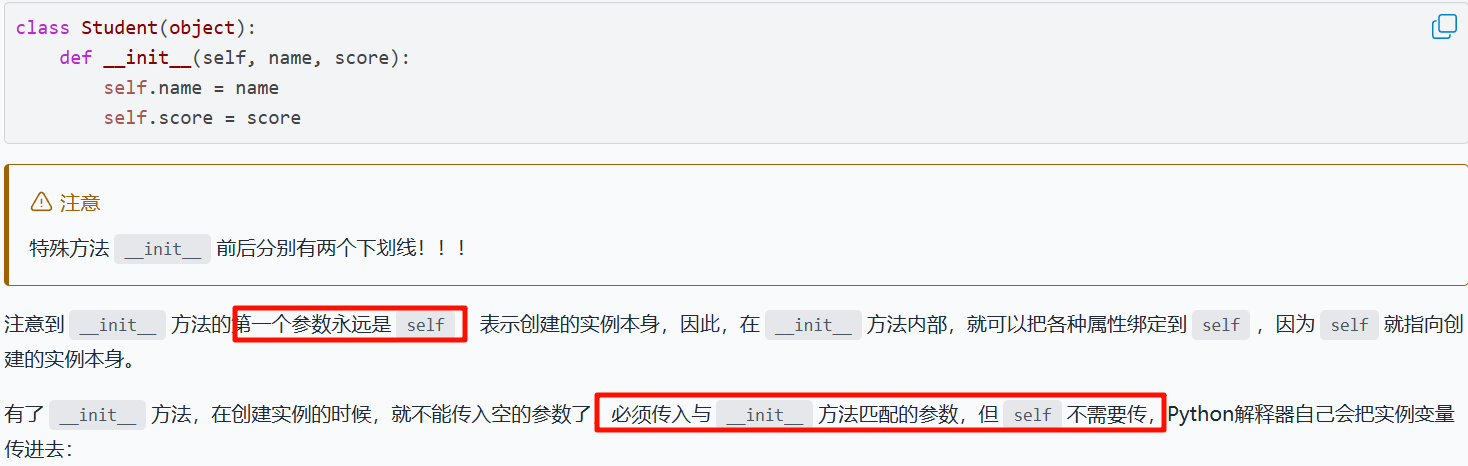 class Student(object):
    def __init__(self, name, score):
        self.name = name
        self.score = score
注意
特殊方法 __init__ 前后分别有两个下划线！！！
注意到 __init__ 方法的第一个参数永远是 self 表示创建的实例本身，因此，在 __init__ 方法内部，就可以把各种属性绑定到 self ，因为 self 就指向创
建的实例本身。
有了 __init__ 方法，在创建实例的时候，就不能传入空的参数了 必须传入与 __init__ 方法匹配的参数，但 self 不需要传，Python解释器自己会把实例变量
传进去：